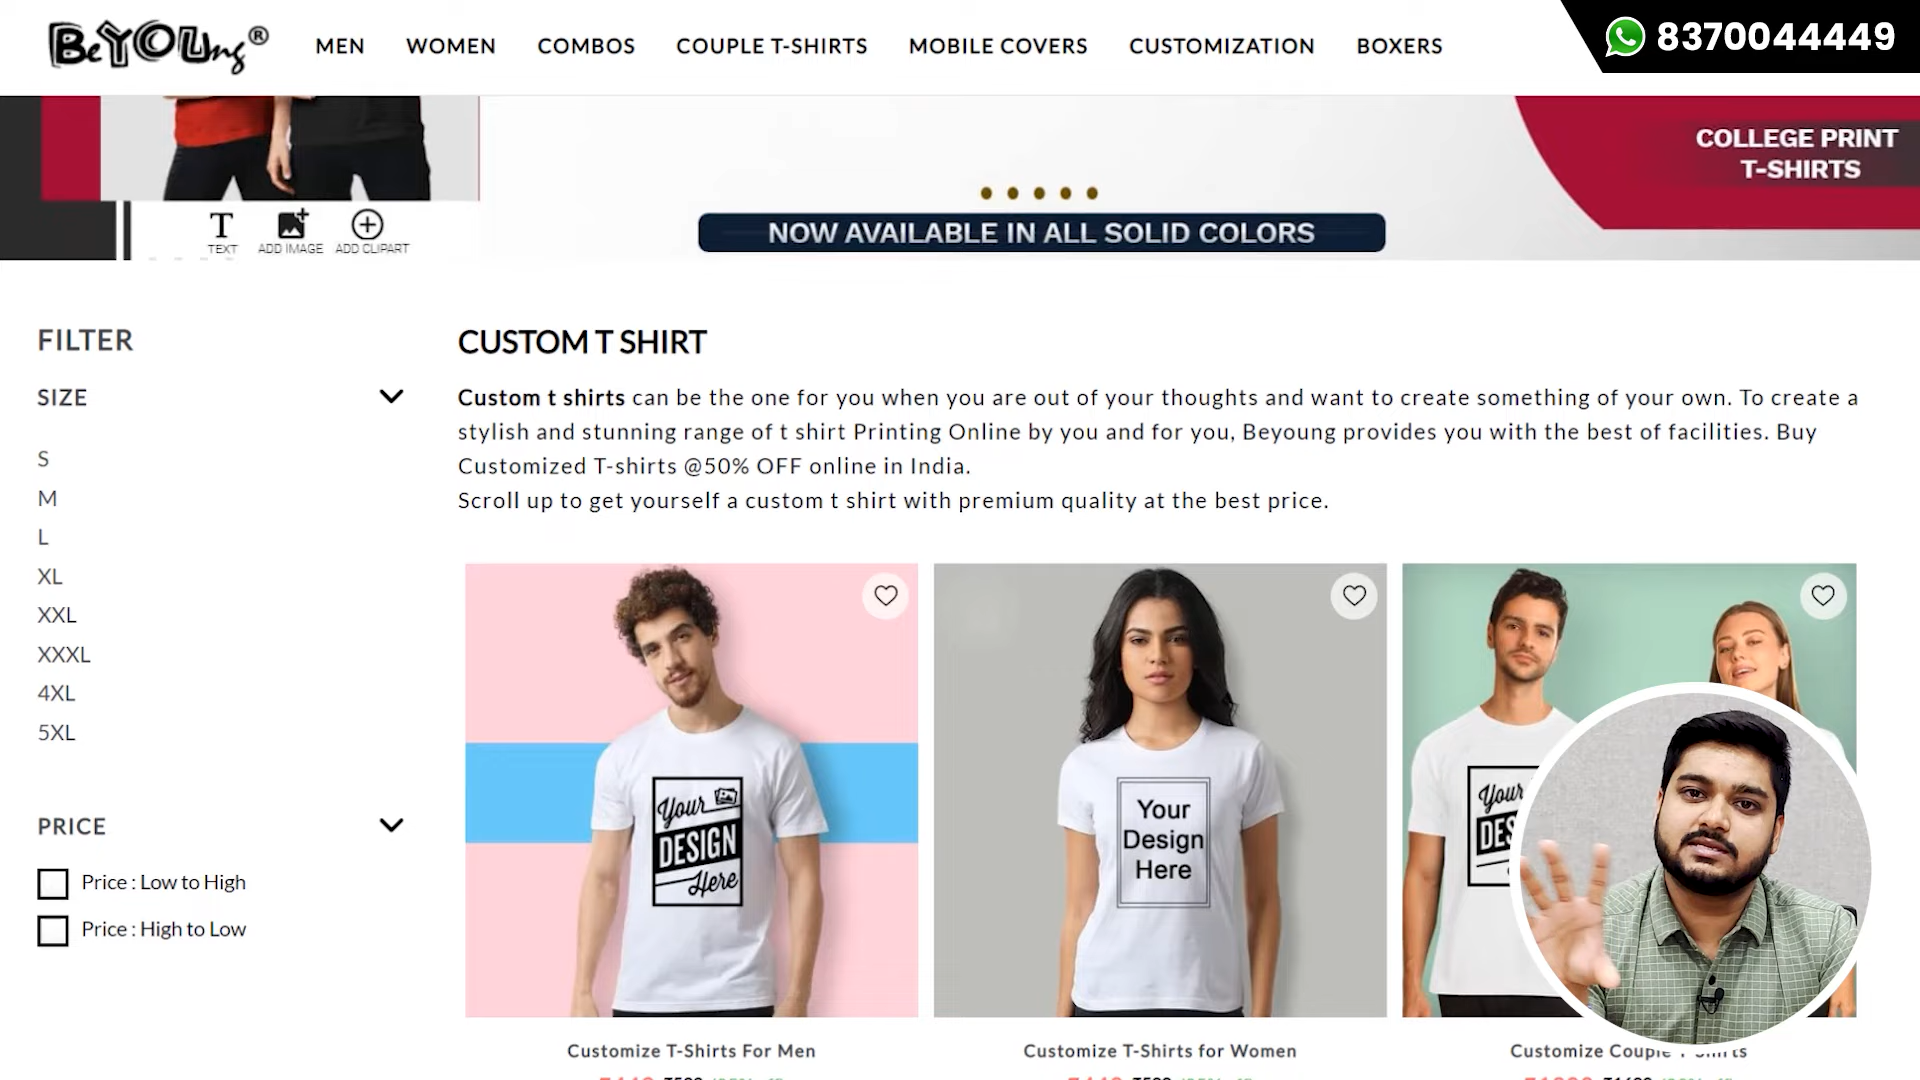 BeYOUng®
MEN WOMEN COMBOS COUPLE T-SHIRTS MOBILE COVERS CUSTOMIZATION BOXERS
8370044449
COLLEGE PRINT
T-SHIRTS
T
TEXT ADD IMAGE ADD CLIPART
NOW AVAILABLE IN ALL SOLID COLORS
FILTER
SIZE
S
M
L
XL
XXL
XXXL
4XL
5XL
PRICE
Price : Low to High
Price : High to Low
CUSTOM T SHIRT
Custom t shirts can be the one for you when you are out of your thoughts and want to create something of your own. To create a
stylish and stunning range of t shirt Printing Online by you and for you, Beyoung provides you with the best of facilities. Buy
Customized T-shirts @50% OFF online in India.
Scroll up to get yourself a custom t shirt with premium quality at the best price.
Your
DESIGN
Here
Your
Design
Here
Your
DES
Customize T-Shirts For Men
Customize T-Shirts for Women
Customize Couple T-Shirts